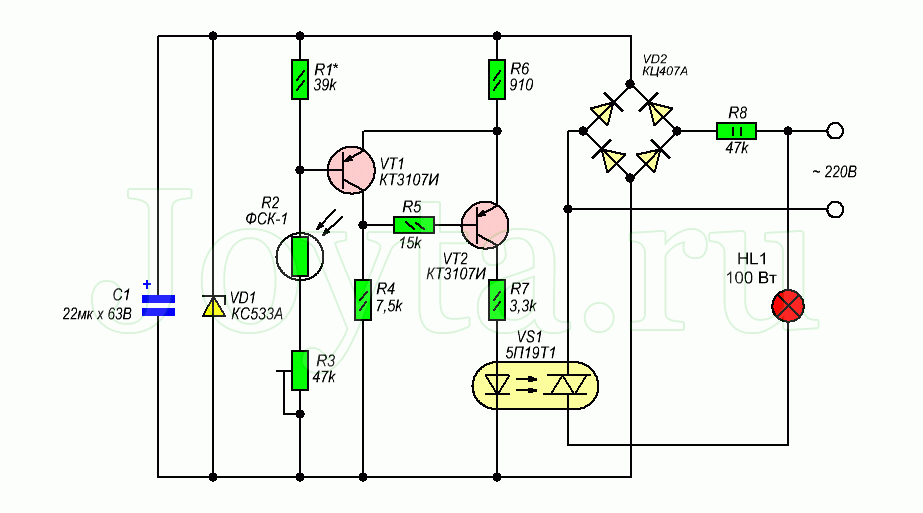 R1*
39k
R6
910
VD2
КЦ407А
R8
47k
VT1
КТ3107И
~ 220В
R2
ФСК-1
R5
15k
VT2
КТ3107И
HL1
100 Вт
C1
+
22мк x 63В
VD1
КС533А
R4
7,5k
R7
3,3k
VS1
5П19Т1
R3
47k
Joyta.ru